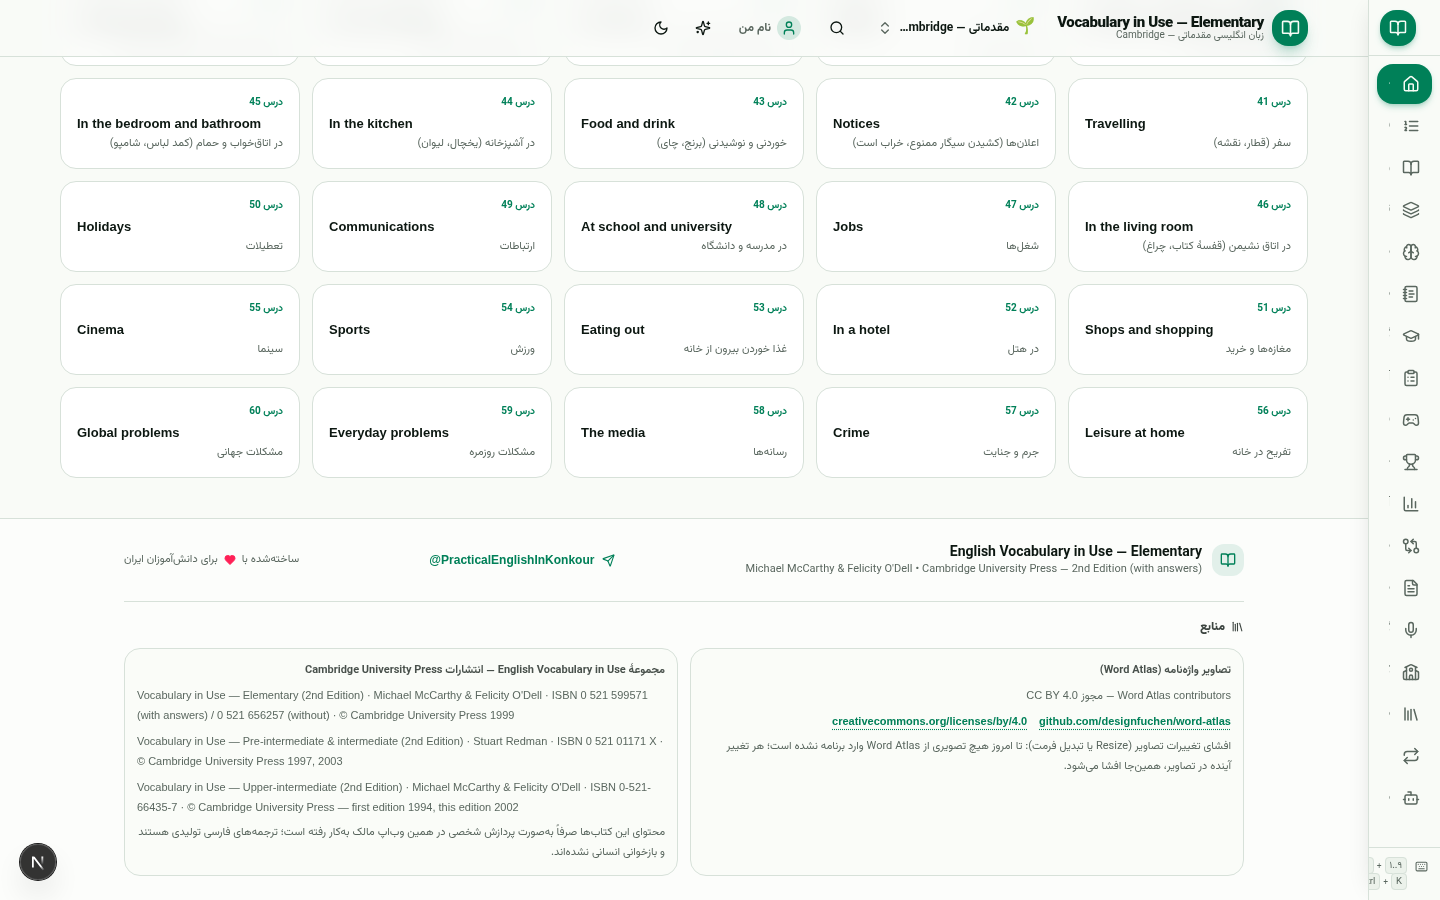 Vocabulary in Use — Elementary
زبان انگلیسی مقدماتی — Cambridge
مقدماتی — mbridge...
نام من
درس 41
Travelling
سفر (قطار، نقشه)
درس 42
Notices
اعلان‌ها (کشیدن سیگار ممنوع، خراب است)
درس 43
Food and drink
خوردنی و نوشیدنی (برنج، چای)
درس 44
In the kitchen
در آشپزخانه (یخچال، لیوان)
درس 45
In the bedroom and bathroom
در اتاق‌خواب و حمام (کمد لباس، شامپو)
درس 46
In the living room
در اتاق نشیمن (قفسهٔ کتاب، چراغ)
درس 47
Jobs
شغل‌ها
درس 48
At school and university
در مدرسه و دانشگاه
درس 49
Communications
ارتباطات
درس 50
Holidays
تعطیلات
درس 51
Shops and shopping
مغازه‌ها و خرید
درس 52
In a hotel
در هتل
درس 53
Eating out
غذا خوردن بیرون از خانه
درس 54
Sports
ورزش
درس 55
Cinema
سینما
درس 56
Leisure at home
تفریح در خانه
درس 57
Crime
جرم و جنایت
درس 58
The media
رسانه‌ها
درس 59
Everyday problems
مشکلات روزمره
درس 60
Global problems
مشکلات جهانی
English Vocabulary in Use — Elementary
Michael McCarthy & Felicity O'Dell • Cambridge University Press — 2nd Edition (with answers)
@PracticalEnglishInKonkour
ساخته‌شده با برای دانش‌آموزان ایران
منابع
تصاویر واژه‌نامه (Word Atlas)
Word Atlas contributors — مجوز CC BY 4.0
github.com/designfuchen/word-atlas
creativecommons.org/licenses/by/4.0
افشای تغییرات تصاویر (Resize یا تبدیل فرمت): تا امروز هیچ تصویری از Word Atlas وارد برنامه نشده است؛ هر تغییر
آینده در تصاویر، همین‌جا افشا می‌شود.
مجموعهٔ English Vocabulary in Use — انتشارات Cambridge University Press
Vocabulary in Use — Elementary (2nd Edition) · Michael McCarthy & Felicity O'Dell · ISBN 0 521 599571
(with answers) / 0 521 656257 (without) · © Cambridge University Press 1999
Vocabulary in Use — Pre-intermediate & intermediate (2nd Edition) · Stuart Redman · ISBN 0 521 01171 X ·
© Cambridge University Press 1997, 2003
Vocabulary in Use — Upper-intermediate (2nd Edition) · Michael McCarthy & Felicity O'Dell · ISBN 0-521-
66435-7 · © Cambridge University Press — first edition 1994, this edition 2002
محتوای این کتاب‌ها صرفاً به‌صورت پردازش شخصی در همین وب‌اپ مالک به‌کار رفته است؛ ترجمه‌های فارسی تولیدی هستند
و بازخوانی انسانی نشده‌اند.
+ ۱..۹
+ K
N